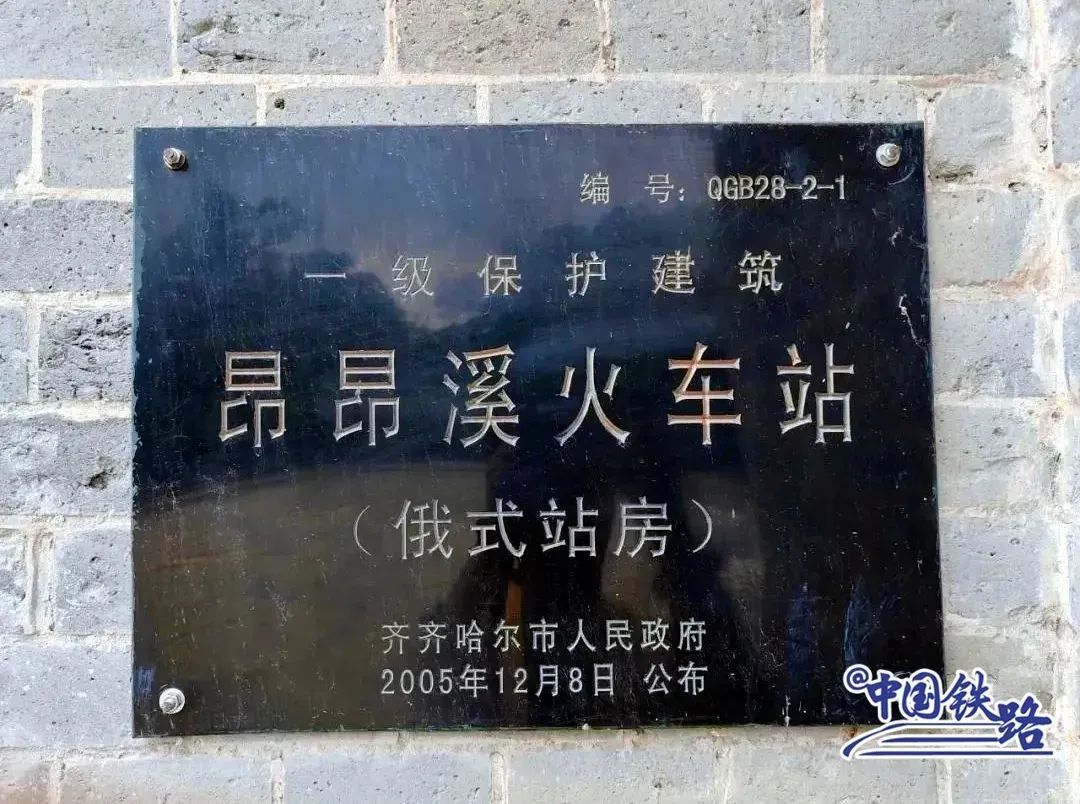 编 号：QGB28-2-1
一级保护建筑
昂昂溪火车站
（俄式站房）
齐齐哈尔市人民政府
2005年12月8日 公布
@中国铁路